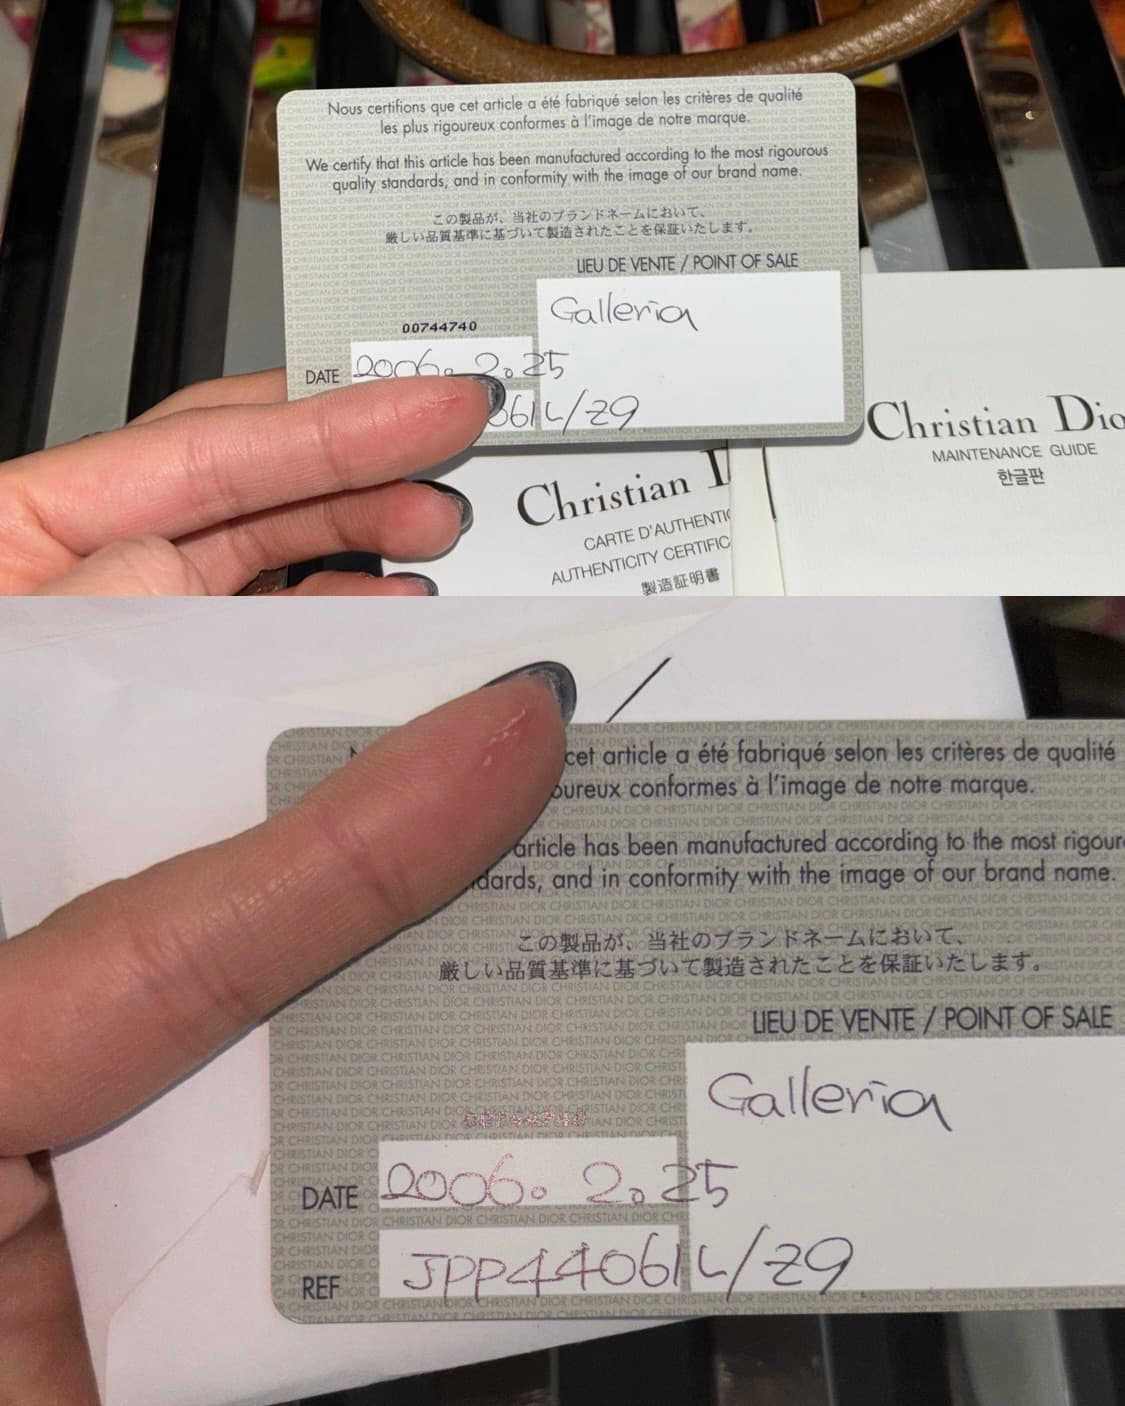 Nous certifions que cet article a été fabriqué selon les critères de qualité
les plus rigoureux conformes à l'image de notre marque.
We certify that this article has been manufactured according to the most rigourous
quality standards, and in conformity with the image of our brand name.
この製品が、当社のブランドネームにおいて、
厳しい品質基準に基づいて製造されたことを保証いたします。
LIEU DE VENTE / POINT OF SALE
Galleria
00744740
DATE 2006. 2. 25
061L/Z9
Christian
CARTE D'AUTHENTIC
AUTHENTICITY CERTIFIC
製造証明書
Christian Dio
MAINTENANCE GUIDE
한글판
cet article a été fabriqué selon les critères de qualité
oureux conformes à l'image de notre marque.
article has been manufactured according to the most rigour
dards, and in conformity with the image of our brand name.
この製品が、当社のブランドネームにおいて、
厳しい品質基準に基づいて製造されたことを保証いたします。
LIEU DE VENTE / POINT OF SALE
Galleria
DATE 2006. 2. 25
REF JPP44061L/Z9